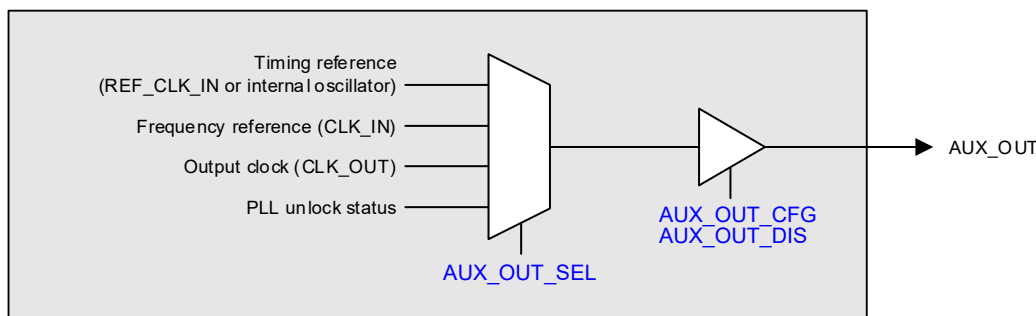 Timing reference
(REF_CLK_IN or internal oscillator)
Frequency reference (CLK_IN)
Output clock (CLK_OUT)
PLL unlock status
AUX_OUT_SEL
AUX_OUT_CFG
AUX_OUT_DIS
AUX_OUT